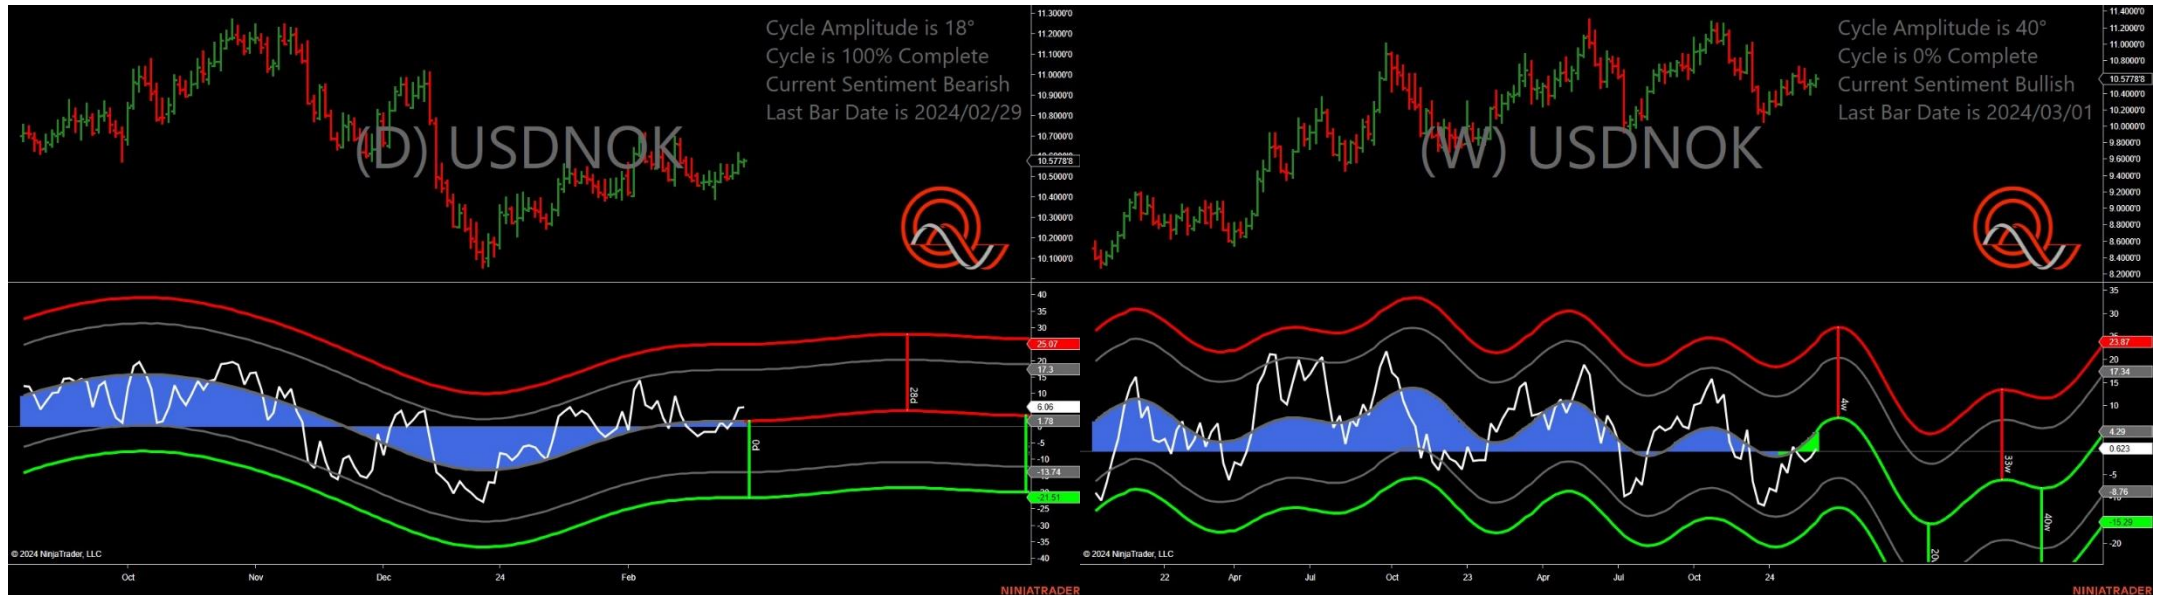 Cycle Amplitude is 18°
Cycle is 100% Complete
Current Sentiment Bearish
Last Bar Date is 2024/02/29
(D) USDNOK
11.3000'0
11.2000'0
11.1000'0
11.0000'0
10.9000'0
10.8000'0
10.7000'0
10.5778'8
10.5000'0
10.4000'0
10.3000'0
10.2000'0
10.1000'0
40
35
30
25.07
20
17.3
15
10
6.06
1.78
-5
-10
-13.74
-20
-21.51
-25
-30
-35
-40
28d
0d
© 2024 NinjaTrader, LLC
Oct
Nov
Dec
24
Feb
NINJATRADER
Cycle Amplitude is 40°
Cycle is 0% Complete
Current Sentiment Bullish
Last Bar Date is 2024/03/01
(W) USDNOK
11.4000'0
11.2000'0
11.0000'0
10.8000'0
10.5778'8
10.4000'0
10.2000'0
10.0000'0
9.8000'0
9.6000'0
9.4000'0
9.2000'0
9.0000'0
8.8000'0
8.6000'0
8.4000'0
8.2000'0
35
30
23.87
20
17.34
15
10
4.29
0.623
-5
-8.76
-15.29
-20
4w
33w
40w
© 2024 NinjaTrader, LLC
22
Apr
Jul
Oct
23
Apr
Jul
Oct
24
NINJATRADER